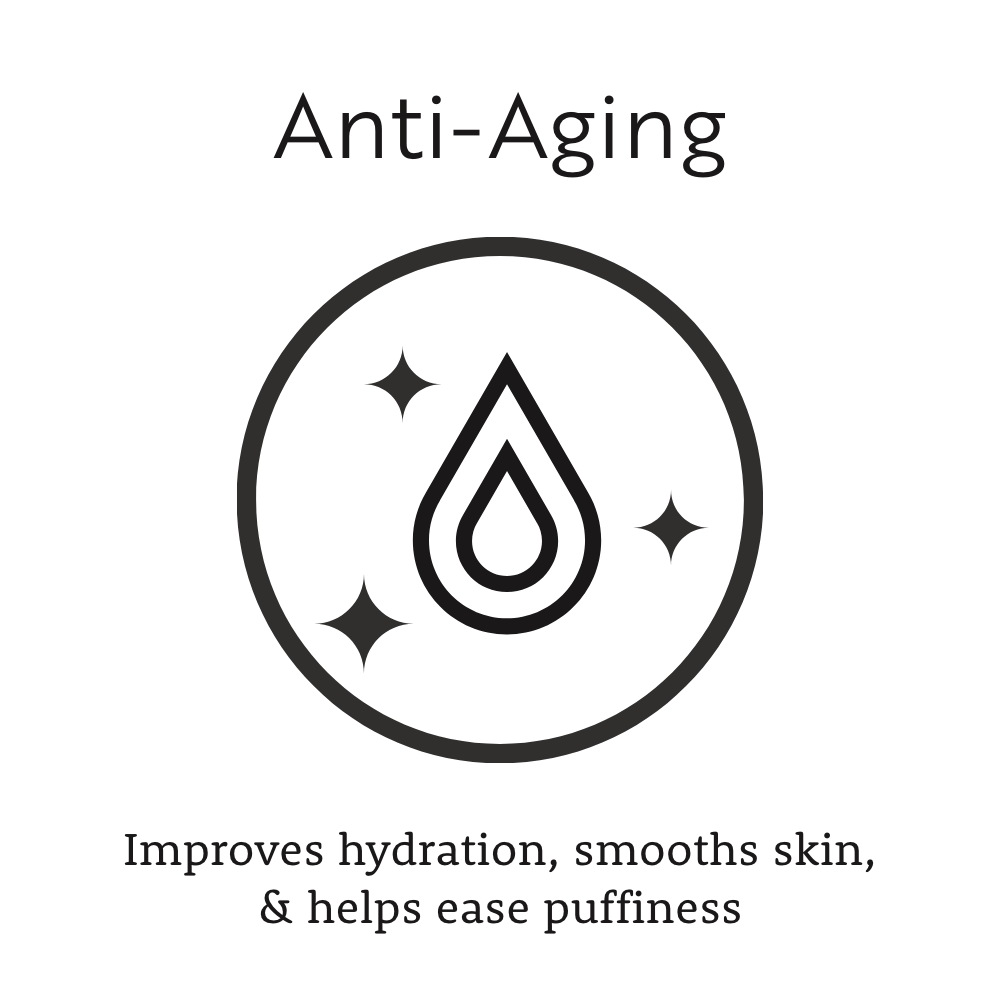 Anti-Aging
Improves hydration, smooths skin,
& helps ease puffiness